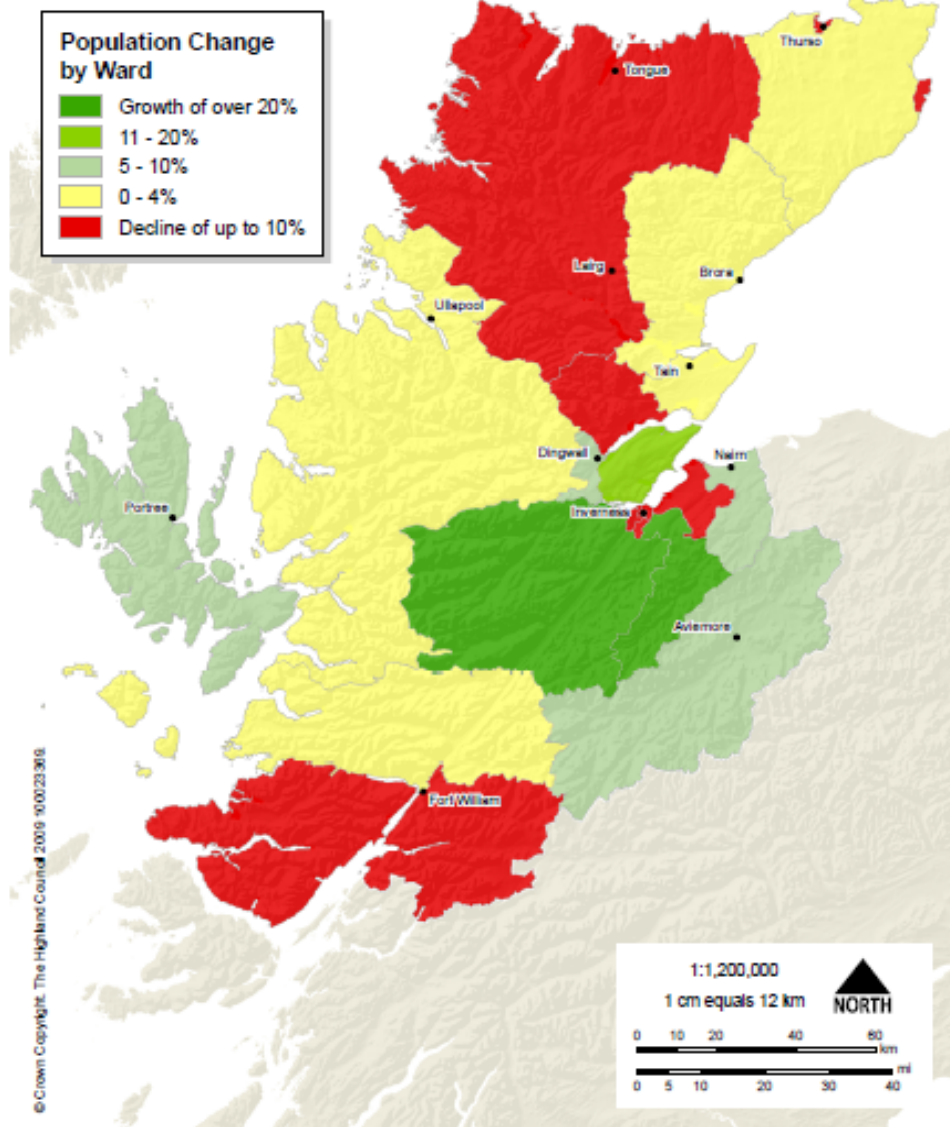 Population Change
by Ward
Growth of over 20%
11 - 20%
5 - 10%
0 - 4%
Decline of up to 10%
Thurso
Tongue
Lairg
Brora
Ullapool
Tain
Dingwall
Nairn
Portree
Inverness
Aviemore
Fort William
© Crown Copyright. The Highland Council 2009 100023369.
1:1,200,000
1 cm equals 12 km
NORTH
0 10 20 40 60
km
mi
0 5 10 20 30 40